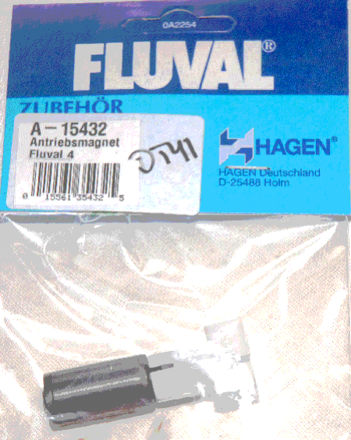 0A2254
FLUVAL®
ZUBEHÖR
A-15432
Antriebsmagnet
Fluval 4
0 15561 35432 5
HAGEN®
HAGEN Deutschland
D-25488 Holm